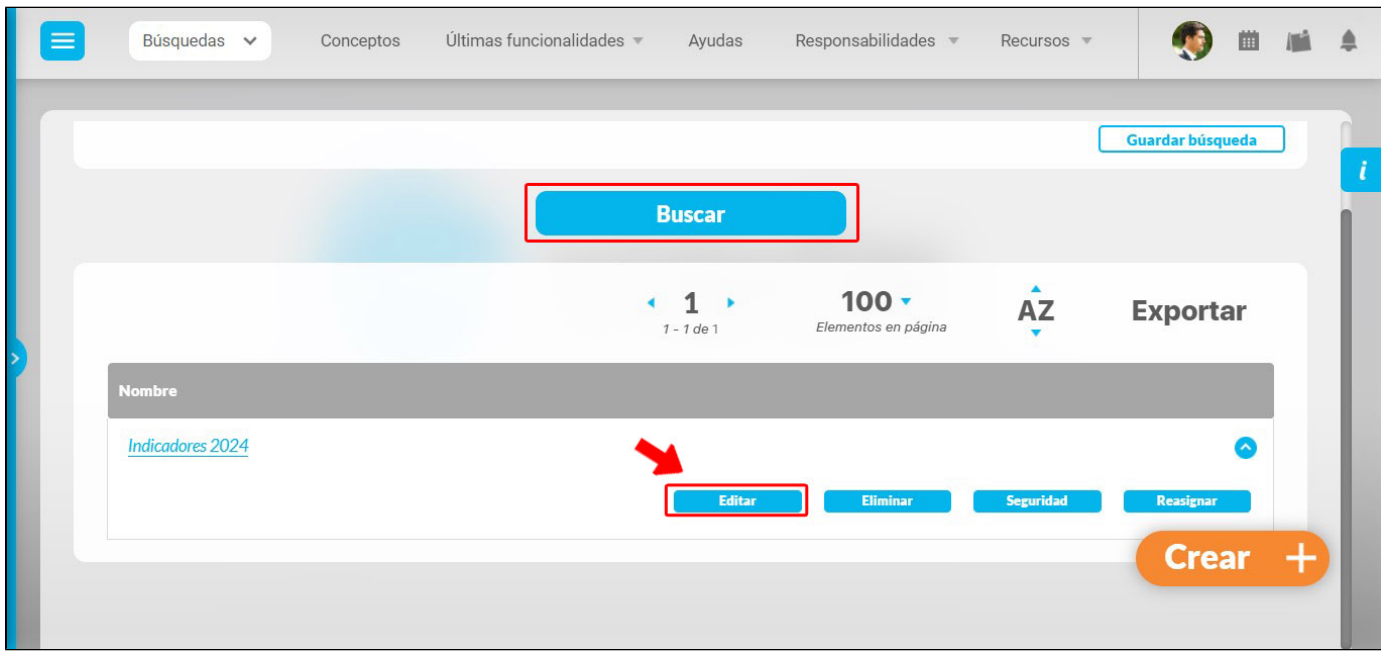 Búsquedas Conceptos Últimas funcionalidades Ayudas Responsabilidades Recursos
Guardar búsqueda
i
Buscar
1 100 AZ Exportar
1 - 1 de 1 Elementos en página
Nombre
Indicadores 2024
Editar Eliminar Seguridad Reasignar
Crear +